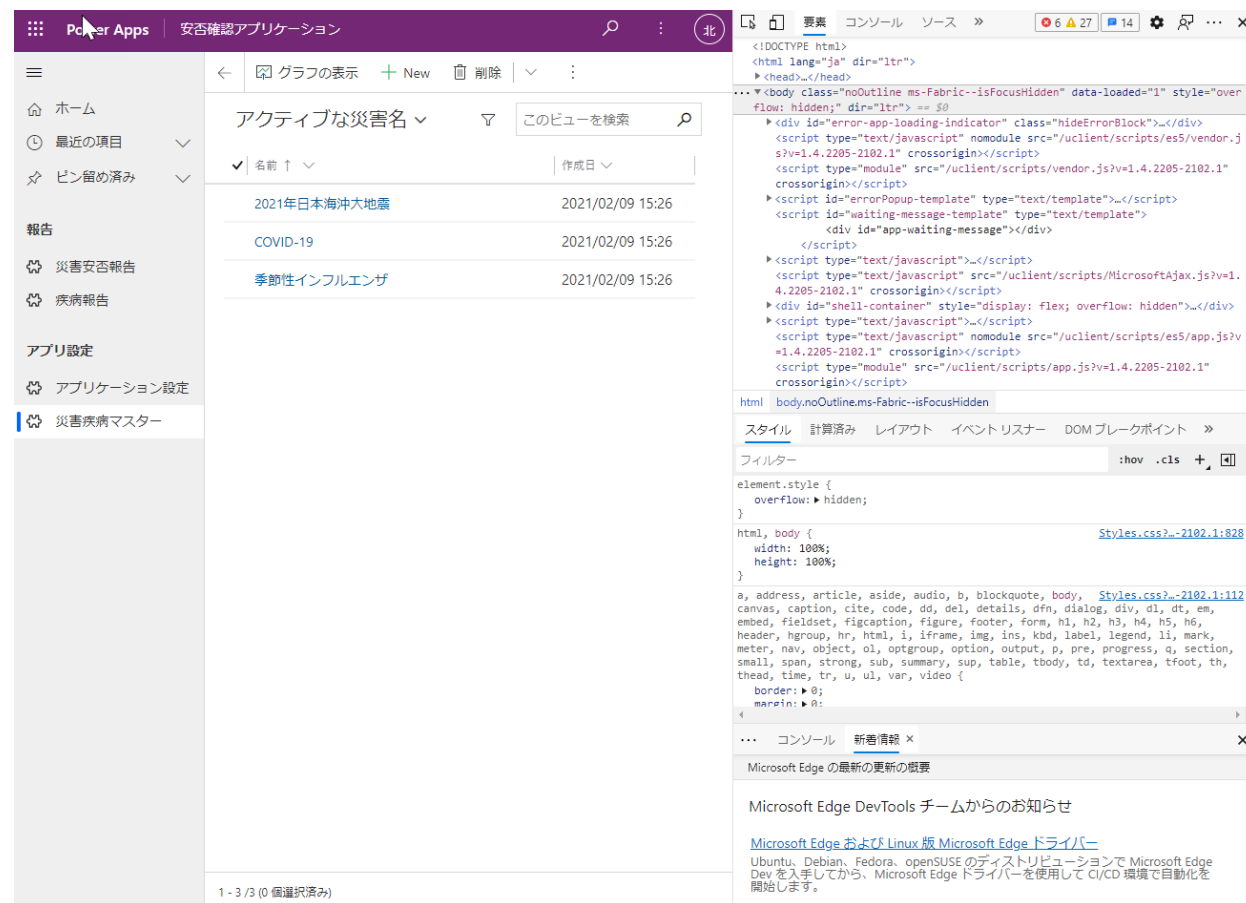 Power Apps
安否確認アプリケーション
北
ホーム
最近の項目
ピン留め済み
報告
災害安否報告
疾病報告
アプリ設定
アプリケーション設定
災害疾病マスター
グラフの表示
New
削除
アクティブな災害名
このビューを検索
名前 ↑
作成日
2021年日本海沖大地震 2021/02/09 15:26
COVID-19 2021/02/09 15:26
季節性インフルエンザ 2021/02/09 15:26
1 - 3 /3 (0 個選択済み)
要素 コンソール ソース » 6 27 14
<!DOCTYPE html>
<html lang="ja" dir="ltr">
<head>…</head>
<body class="noOutline ms-Fabric--isFocusHidden" data-loaded="1" style="over
flow: hidden;" dir="ltr"> == $0
<div id="error-app-loading-indicator" class="hideErrorBlock">…</div>
<script type="text/javascript" nomodule src="/uclient/scripts/es5/vendor.j
s?v=1.4.2205-2102.1" crossorigin></script>
<script type="module" src="/uclient/scripts/vendor.js?v=1.4.2205-2102.1"
crossorigin></script>
<script id="errorPopup-template" type="text/template">…</script>
<script id="waiting-message-template" type="text/template">
<div id="app-waiting-message"></div>
</script>
<script type="text/javascript">…</script>
<script type="text/javascript" src="/uclient/scripts/MicrosoftAjax.js?v=1.
4.2205-2102.1" crossorigin></script>
<div id="shell-container" style="display: flex; overflow: hidden">…</div>
<script type="text/javascript">…</script>
<script type="text/javascript" nomodule src="/uclient/scripts/es5/app.js?v
=1.4.2205-2102.1" crossorigin></script>
<script type="module" src="/uclient/scripts/app.js?v=1.4.2205-2102.1"
crossorigin></script>
html body.noOutline.ms-Fabric--isFocusHidden
スタイル 計算済み レイアウト イベント リスナー DOM ブレークポイント »
フィルター :hov .cls +
element.style {
overflow: hidden;
}
html, body { Styles.css?…-2102.1:828
width: 100%;
height: 100%;
}
a, address, article, aside, audio, b, blockquote, body, Styles.css?…-2102.1:112
canvas, caption, cite, code, dd, del, details, dfn, dialog, div, dl, dt, em,
embed, fieldset, figcaption, figure, footer, form, h1, h2, h3, h4, h5, h6,
header, hgroup, hr, html, i, iframe, img, ins, kbd, label, legend, li, mark,
meter, nav, object, ol, optgroup, option, output, p, pre, progress, q, section,
small, span, strong, sub, summary, sup, table, tbody, td, textarea, tfoot, th,
thead, time, tr, u, ul, var, video {
border: 0;
margin: 0;
コンソール 新着情報 ×
Microsoft Edge の最新の更新の概要
Microsoft Edge DevTools チームからのお知らせ
Microsoft Edge および Linux 版 Microsoft Edge ドライバー
Ubuntu、Debian、Fedora、openSUSE のディストリビューションで Microsoft Edge
Dev を入手してから、Microsoft Edge ドライバーを使用して CI/CD 環境で自動化を
開始します。